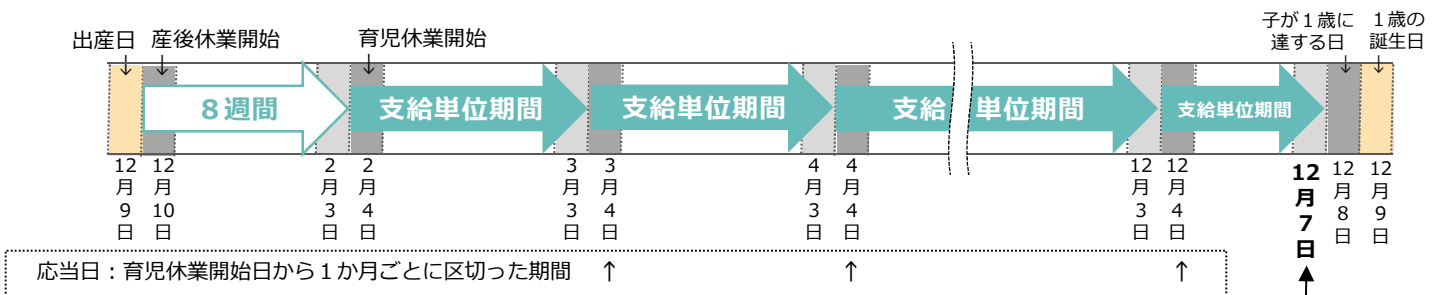 出産日
産後休業開始
育児休業開始
子が１歳に
達する日
１歳の
誕生日
↓
↓
↓
↓
↓
８週間
支給単位期間
支給単位期間
支給 単位期間
支給単位期間
12月9日
12月10日
2月3日
2月4日
3月3日
3月4日
4月3日
4月4日
12月3日
12月4日
12月7日
12月8日
12月9日
応当日：育児休業開始日から１か月ごとに区切った期間 ↑ ↑ ↑